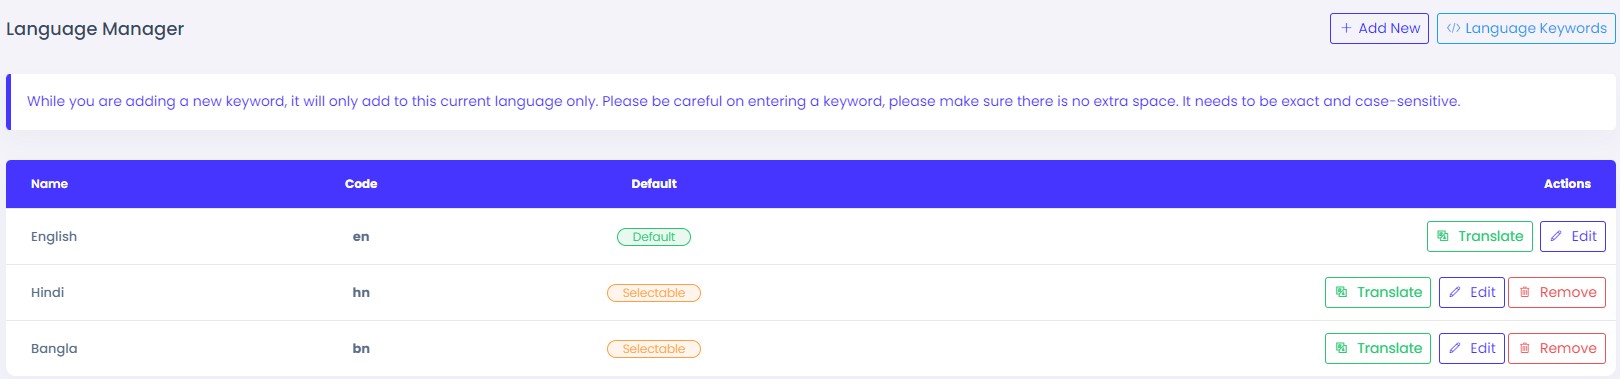 Language Manager
Add New
Language Keywords
While you are adding a new keyword, it will only add to this current language only. Please be careful on entering a keyword, please make sure there is no extra space. It needs to be exact and case-sensitive.
Name Code Default Actions
English en Default Translate Edit
Hindi hn Selectable Translate Edit Remove
Bangla bn Selectable Translate Edit Remove